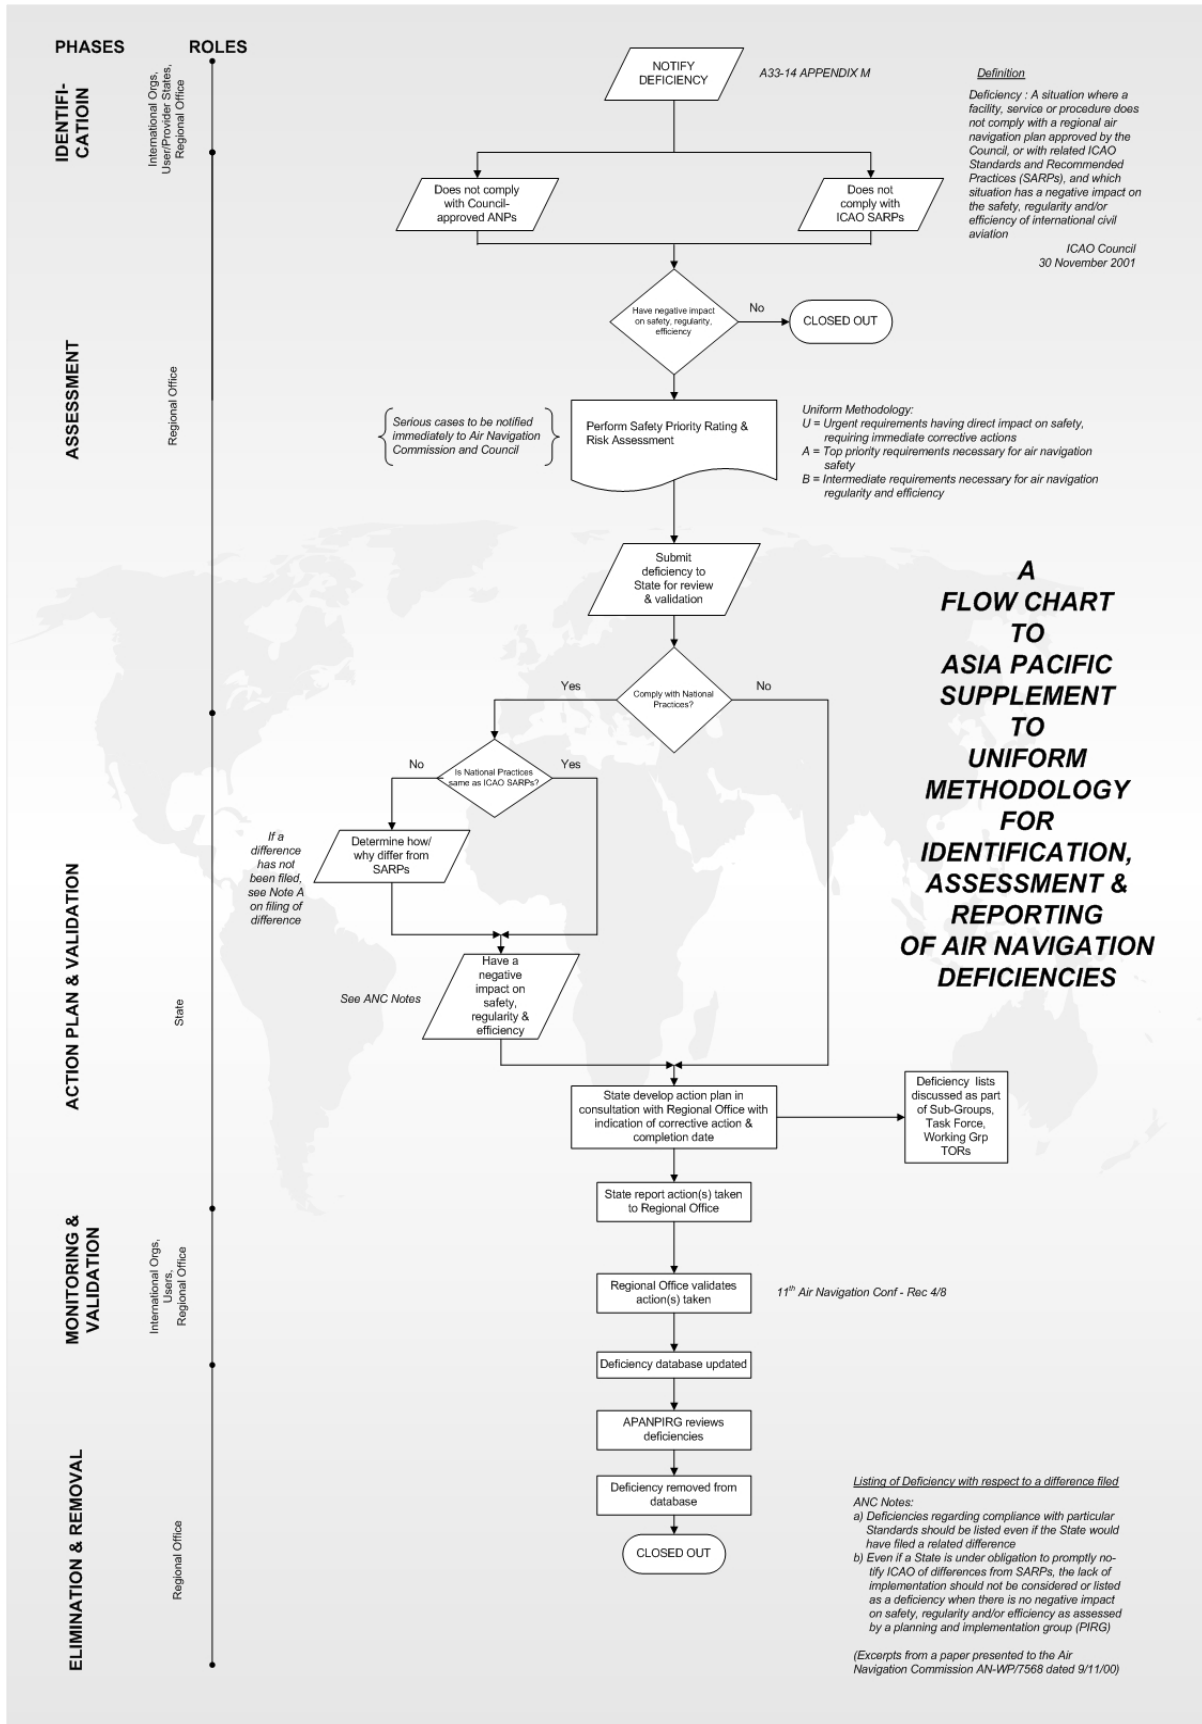 PHASES
ROLES
IDENTIFI-
CATIOIN
International Orgs,
User/Provider States,
Regional Office
NOTIFY
DEFICIENCY
A33-14 APPENDIX M
Definition
Deficiency : A situation where a
facility, service or procedure does
not comply with a regional air
navigation plan approved by the
Council, or with related ICAO
Standards and Recommended
Practices (SARPs), and which
situation has a negative impact on
the safety, regularity and/or
efficiency of international civil
aviation
ICAO Council
30 November 2001
Does not comply
with Council-
approved ANPs
Does not
comply with
ICAO SARPs
ASSESSMENT
Regional Office
Have negative impact
on safety, regularity,
efficiency
No
CLOSED OUT
Serious cases to be notified
immediately to Air Navigation
Commission and Council
Perform Safety Priority Rating &
Risk Assessment
Uniform Methodology:
U = Urgent requirements having direct impact on safety,
requiring immediate corrective actions
A = Top priority requirements necessary for air navigation
safety
B = Intermediate requirements necessary for air navigation
regularity and efficiency
Submit
deficiency to
State for review
& validation
A
FLOW CHART
TO
ASIA PACIFIC
SUPPLEMENT
TO
UNIFORM
METHODOLOGY
FOR
IDENTIFICATION,
ASSESSMENT &
REPORTING
OF AIR NAVIGATION
DEFICIENCIES
Yes
Comply with National
Practices?
No
ACTION PLAN & VALIDATION
State
No
Is National Practices
same as ICAO SARPs?
Yes
If a
difference
has not
been filed,
see Note A
on filing of
difference
Determine how/
why differ from
SARPs
See ANC Notes
Have a
negative
impact on
safety,
regularity &
efficiency
State develop action plan in
consultation with Regional Office with
indication of corrective action &
completion date
Deficiency lists
discussed as part
of Sub-Groups,
Task Force,
Working Grp
TORs
State report action(s) taken
to Regional Office
MONITORING &
VALIDATION
International Orgs,
Users,
Regional Office
Regional Office validates
action(s) taken
11th Air Navigation Conf - Rec 4/8
Deficiency database updated
APANPIRG reviews
deficiencies
ELIMINATION & REMOVAL
Regional Office
Deficiency removed from
database
CLOSED OUT
Listing of Deficiency with respect to a difference filed
ANC Notes:
a) Deficiencies regarding compliance with particular
Standards should be listed even if the State would
have filed a related difference
b) Even if a State is under obligation to promptly no-
tify ICAO of differences from SARPs, the lack of
implementation should not be considered or listed
as a deficiency when there is no negative impact
on safety, regularity and/or efficiency as assessed
by a planning and implementation group (PIRG)
(Excerpts from a paper presented to the Air
Navigation Commission AN-WP/7568 dated 9/11/00)